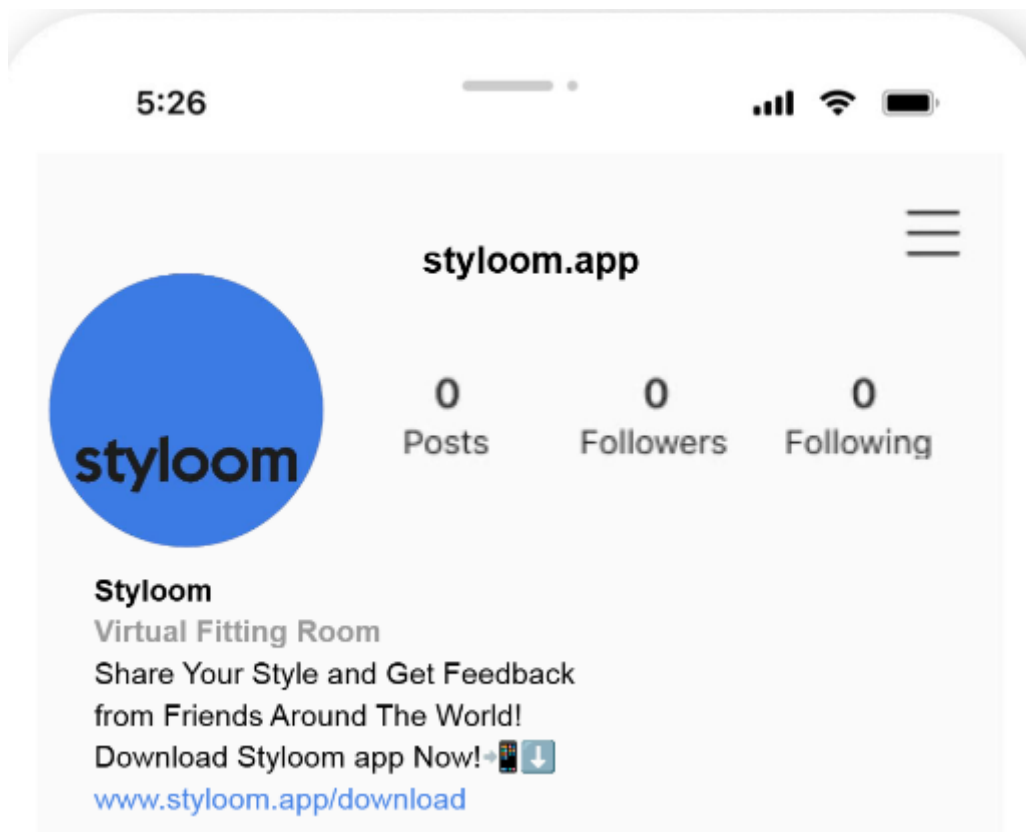 5:26
styloom.app
styloom
0 0 0
Posts Followers Following
Styloom
Virtual Fitting Room
Share Your Style and Get Feedback
from Friends Around The World!
Download Styloom app Now!📲⬇️
www.styloom.app/download